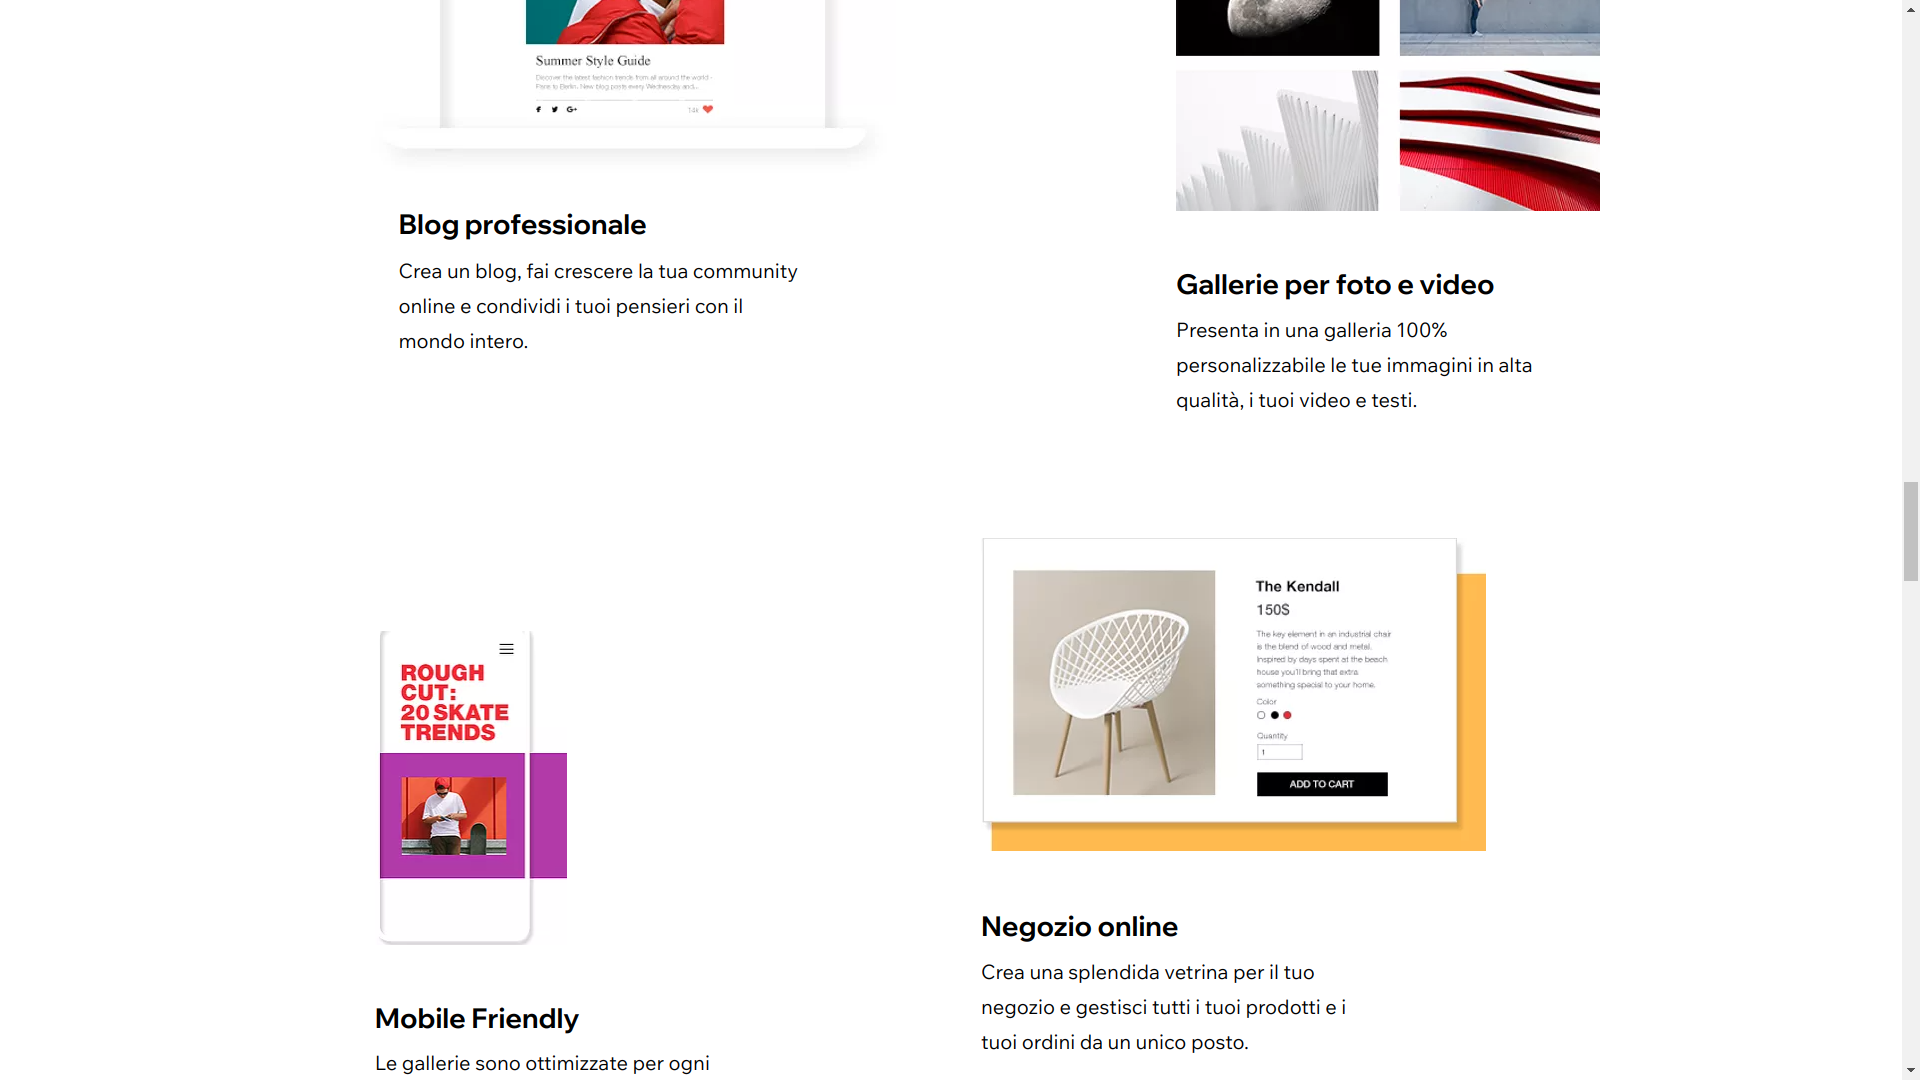 Summer Style Guide
Discover the latest fashion trends from all around the world -
Paris to Berlin. New blog posts every Wednesday and...
14k
Blog professionale
Crea un blog, fai crescere la tua community
online e condividi i tuoi pensieri con il
mondo intero.
Gallerie per foto e video
Presenta in una galleria 100%
personalizzabile le tue immagini in alta
qualità, i tuoi video e testi.
ROUGH
CUT:
20 SKATE
TRENDS
Mobile Friendly
Le gallerie sono ottimizzate per ogni
The Kendall
150$
The key element in an industrial chair
is the blend of wood and metal.
Inspired by days spent at the beach
house you'll bring that extra
something special to your home.
Color
Quantity
1
ADD TO CART
Negozio online
Crea una splendida vetrina per il tuo
negozio e gestisci tutti i tuoi prodotti e i
tuoi ordini da un unico posto.